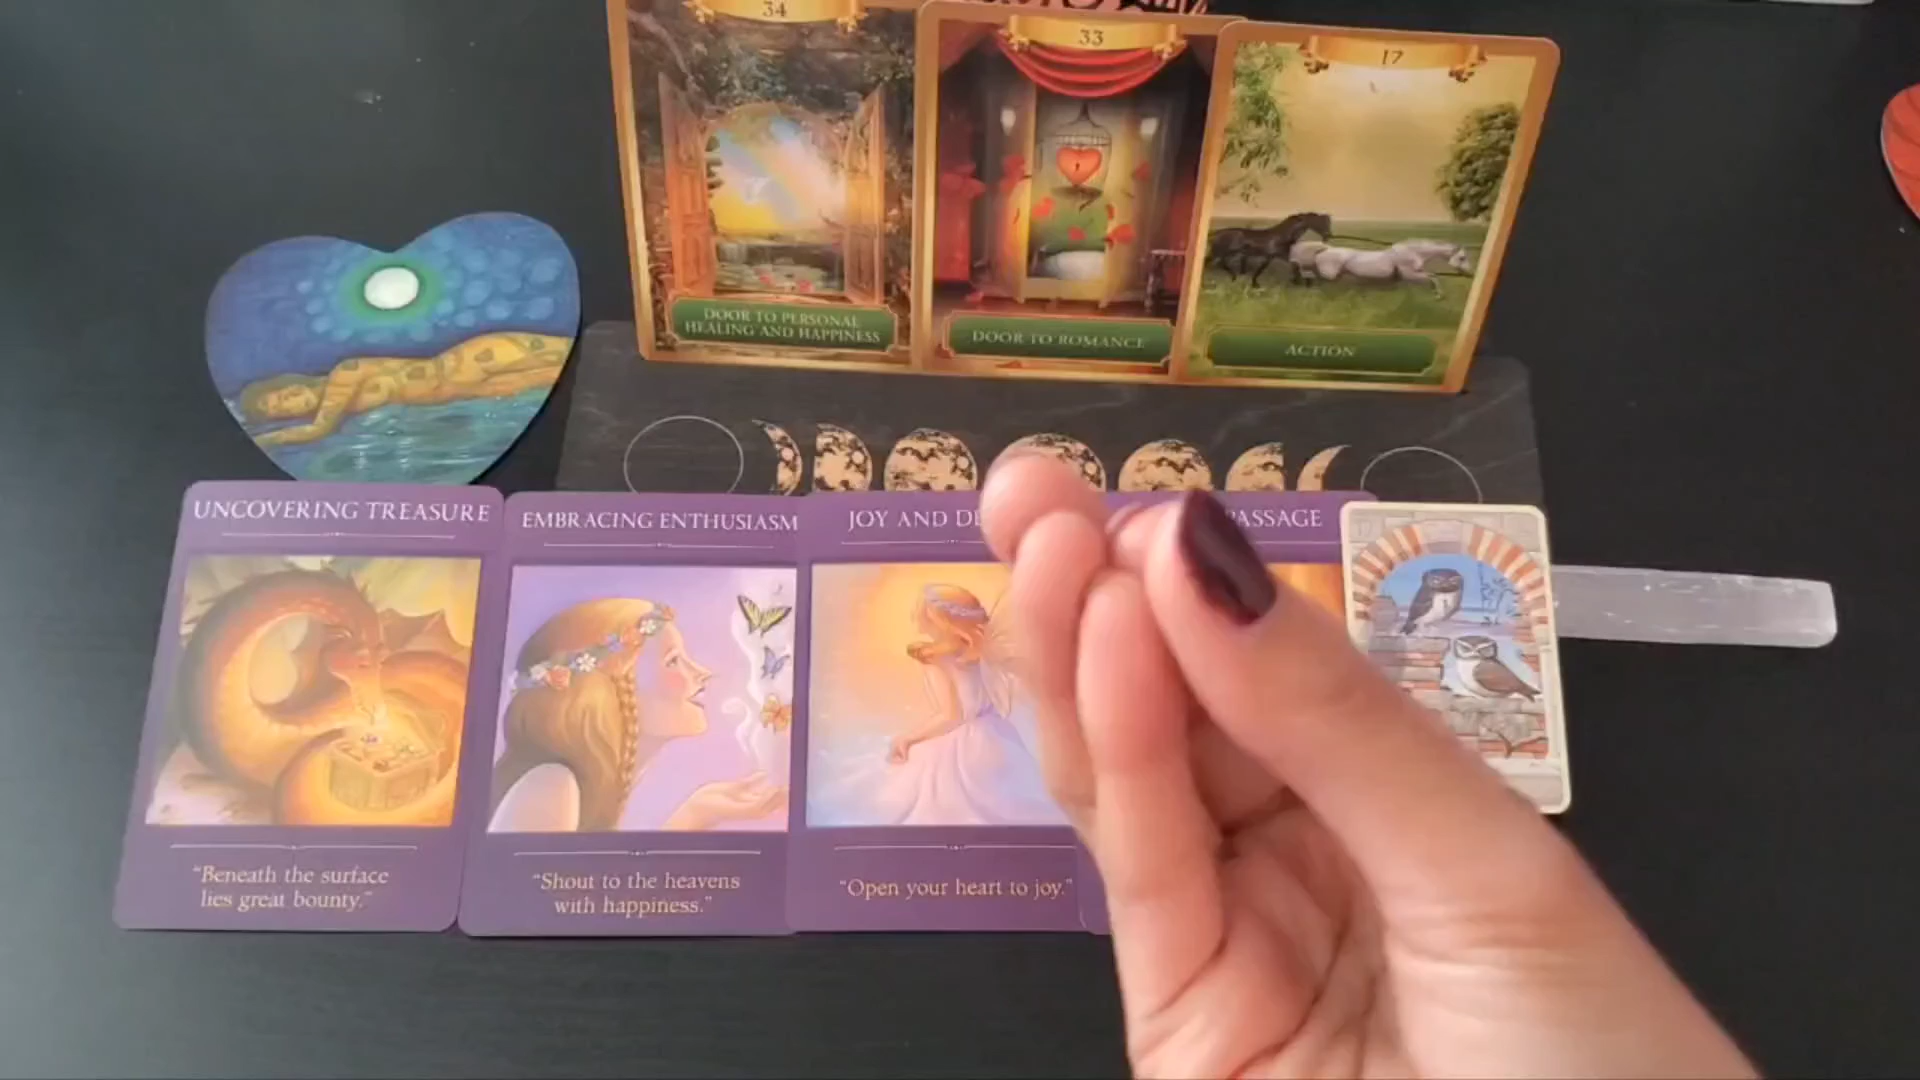 34
33
17
DOOR TO PERSONAL
HEALING AND HAPPINESS
DOOR TO ROMANCE
ACTION
UNCOVERING TREASURE
EMBRACING ENTHUSIASM
JOY AND
PASSAGE
"Beneath the surface
lies great bounty."
"Shout to the heavens
with happiness."
"Open your heart to joy."